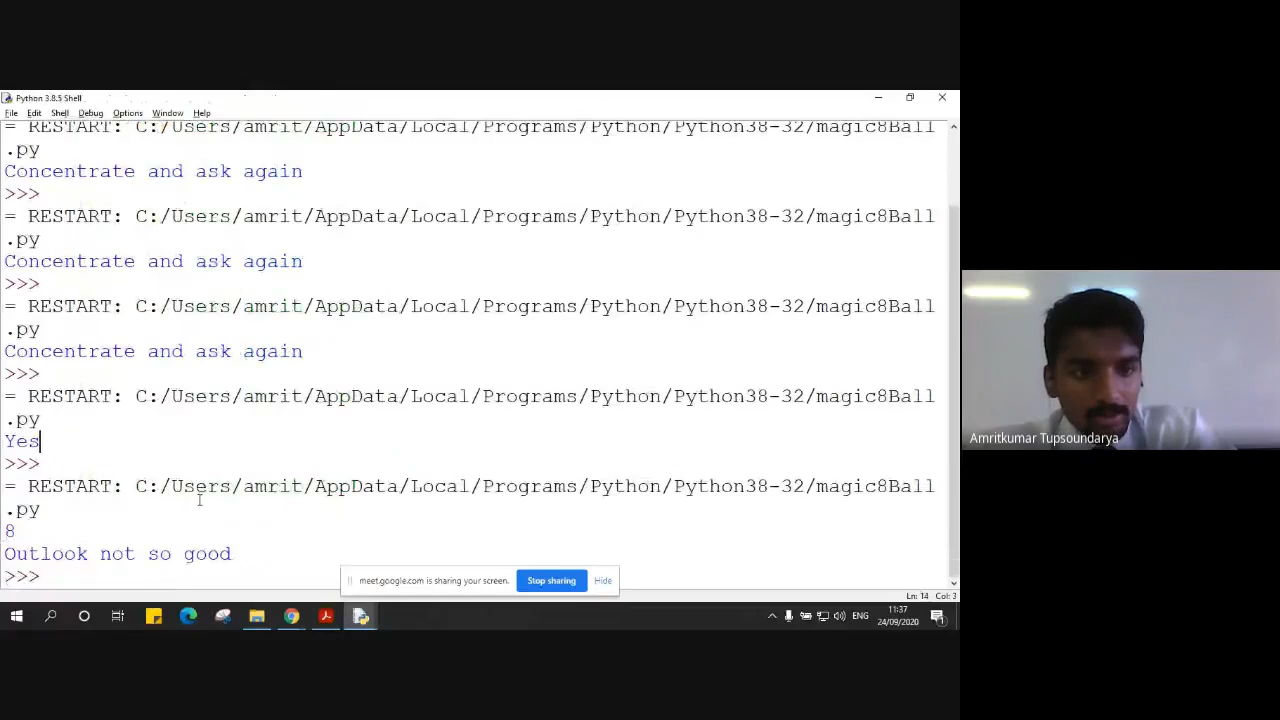 Python 3.8.5 Shell
File Edit Shell Debug Options Window Help
= RESTART: C:/Users/amrit/AppData/Local/Programs/Python/Python38-32/magic8Ball
.py
Concentrate and ask again
>>>
= RESTART: C:/Users/amrit/AppData/Local/Programs/Python/Python38-32/magic8Ball
.py
Concentrate and ask again
>>>
= RESTART: C:/Users/amrit/AppData/Local/Programs/Python/Python38-32/magic8Ball
.py
Concentrate and ask again
>>>
= RESTART: C:/Users/amrit/AppData/Local/Programs/Python/Python38-32/magic8Ball
.py
Yes
>>>
= RESTART: C:/Users/amrit/AppData/Local/Programs/Python/Python38-32/magic8Ball
.py
8
Outlook not so good
>>>
meet.google.com is sharing your screen. Stop sharing Hide
Ln: 14 Col: 3
ENG 11:37
24/09/2020
1
Amritkumar Tupsoundarya